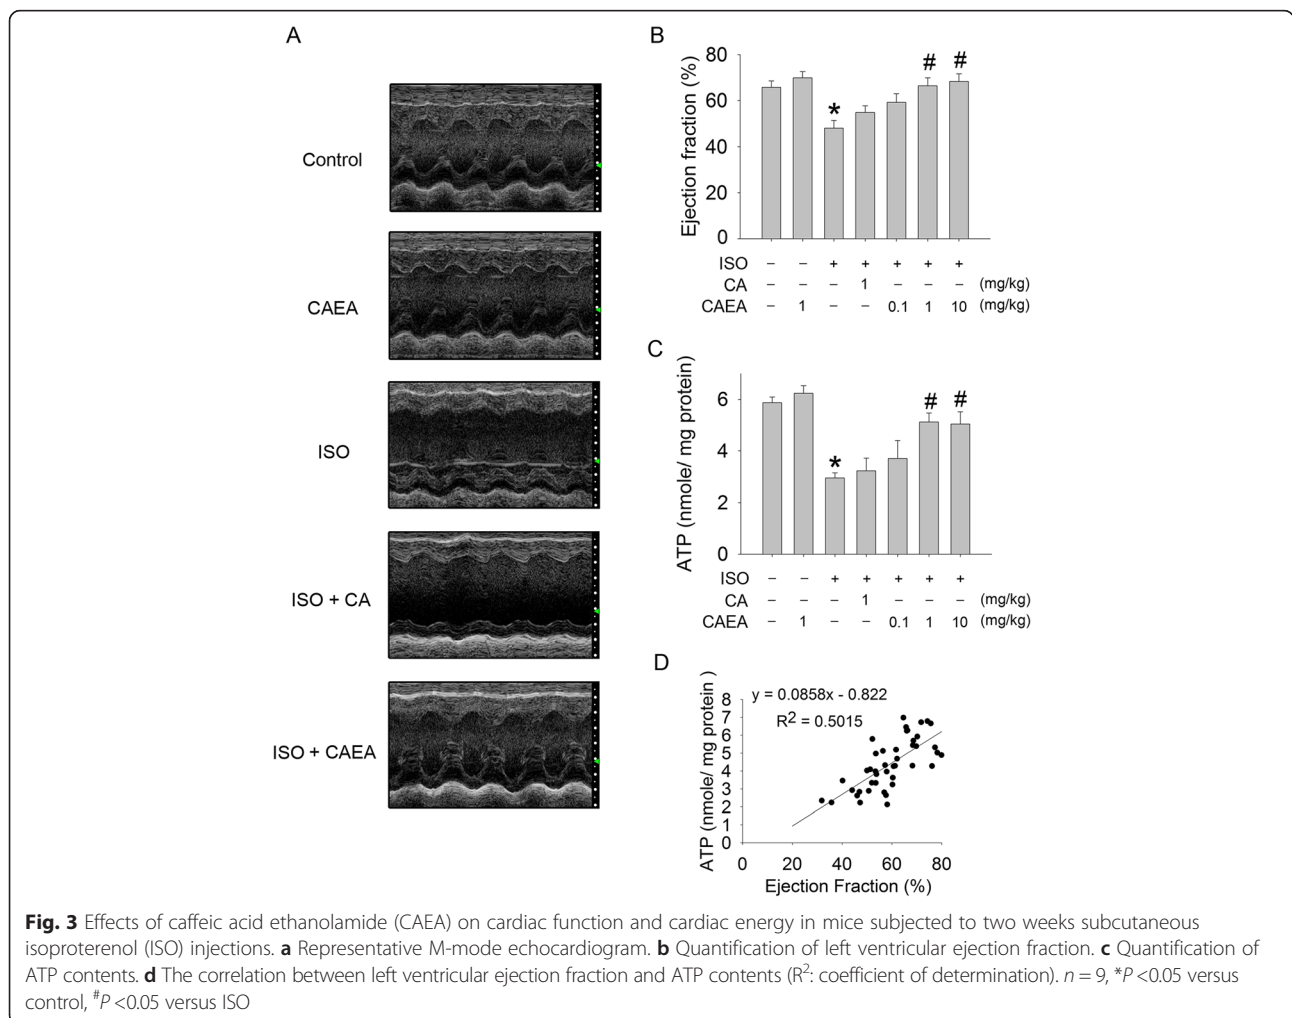 A
Control
CAEA
ISO
ISO + CA
ISO + CAEA
B
Ejection fraction (%)
80
60
40
20
0
*
#
#
ISO – – + + + + +
CA – – – 1 – – – (mg/kg)
CAEA – 1 – – 0.1 1 10 (mg/kg)
C
ATP (nmole/ mg protein)
6
4
2
0
*
#
#
ISO – – + + + + +
CA – – – 1 – – – (mg/kg)
CAEA – 1 – – 0.1 1 10 (mg/kg)
D
ATP (nmole/ mg protein )
y = 0.0858x - 0.822
R² = 0.5015
8
7
6
5
4
3
2
1
0
0 20 40 60 80
Ejection Fraction (%)
Fig. 3 Effects of caffeic acid ethanolamide (CAEA) on cardiac function and cardiac energy in mice subjected to two weeks subcutaneous
isoproterenol (ISO) injections. a Representative M-mode echocardiogram. b Quantification of left ventricular ejection fraction. c Quantification of
ATP contents. d The correlation between left ventricular ejection fraction and ATP contents (R²: coefficient of determination). n = 9, *P <0.05 versus
control, #P <0.05 versus ISO